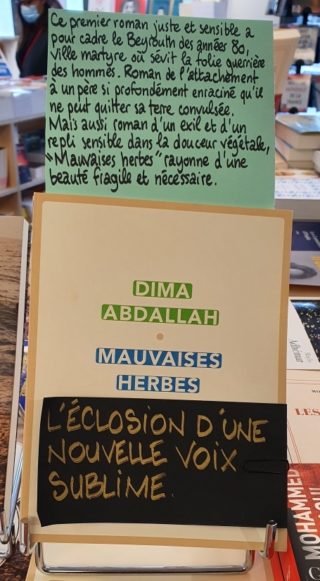 Ce premier roman juste et sensible a
pour cadre le Beyrouth des années 80,
ville martyre où sévit la folie guerrière
des hommes. Roman de l'attachement
à un père si profondément enraciné qu'il
ne peut quitter sa terre convulsée.
Mais aussi roman d'un exil et d'un
repli sensible dans la douceur végétale,
"Mauvaises herbes" rayonne d'une
beauté fragile et nécessaire.
DIMA
ABDALLAH
MAUVAISES
HERBES
L'ÉCLOSION D'UNE
NOUVELLE VOIX
SUBLIME.
LES
MOHAMMED